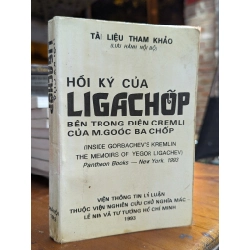 TÀI LIỆU THAM KHẢO
(LƯU HÀNH NỘI BỘ)
HỒI KÝ CỦA
LIGACHỐP
BÊN TRONG ĐIỆN CREMLI
CỦA M.GOÓC BA CHỐP
(INSIDE GORBACHEV'S KREMLIN
THE MEMOIRS OF YEGOR LIGACHEV)
Pantheon Books — New York, 1993
VIỆN THÔNG TIN LÝ LUẬN
THUỘC VIỆN NGHIÊN CỨU CHỦ NGHĨA MÁC
LÊ NIN VÀ TƯ TƯỞNG HỒ CHÍ MINH
1993
LIGACHỐP